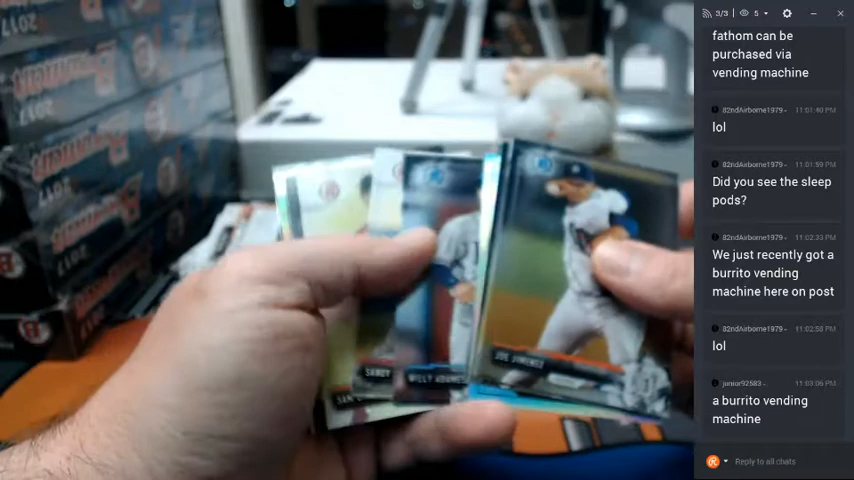 3/3
5
fathom can be
purchased via
vending machine
82ndAirborne1979 - 11:01:40 PM
lol
82ndAirborne1979 - 11:01:59 PM
Did you see the sleep
pods?
82ndAirborne1979 - 11:02:33 PM
We just recently got a
burrito vending
machine here on post
82ndAirborne1979 - 11:02:58 PM
lol
junior92583 - 11:03:06 PM
a burrito vending
machine
Reply to all chats
2017
Bowman
2017
JOE JIMENEZ
WILLY ADAMES
SANDY
SAM